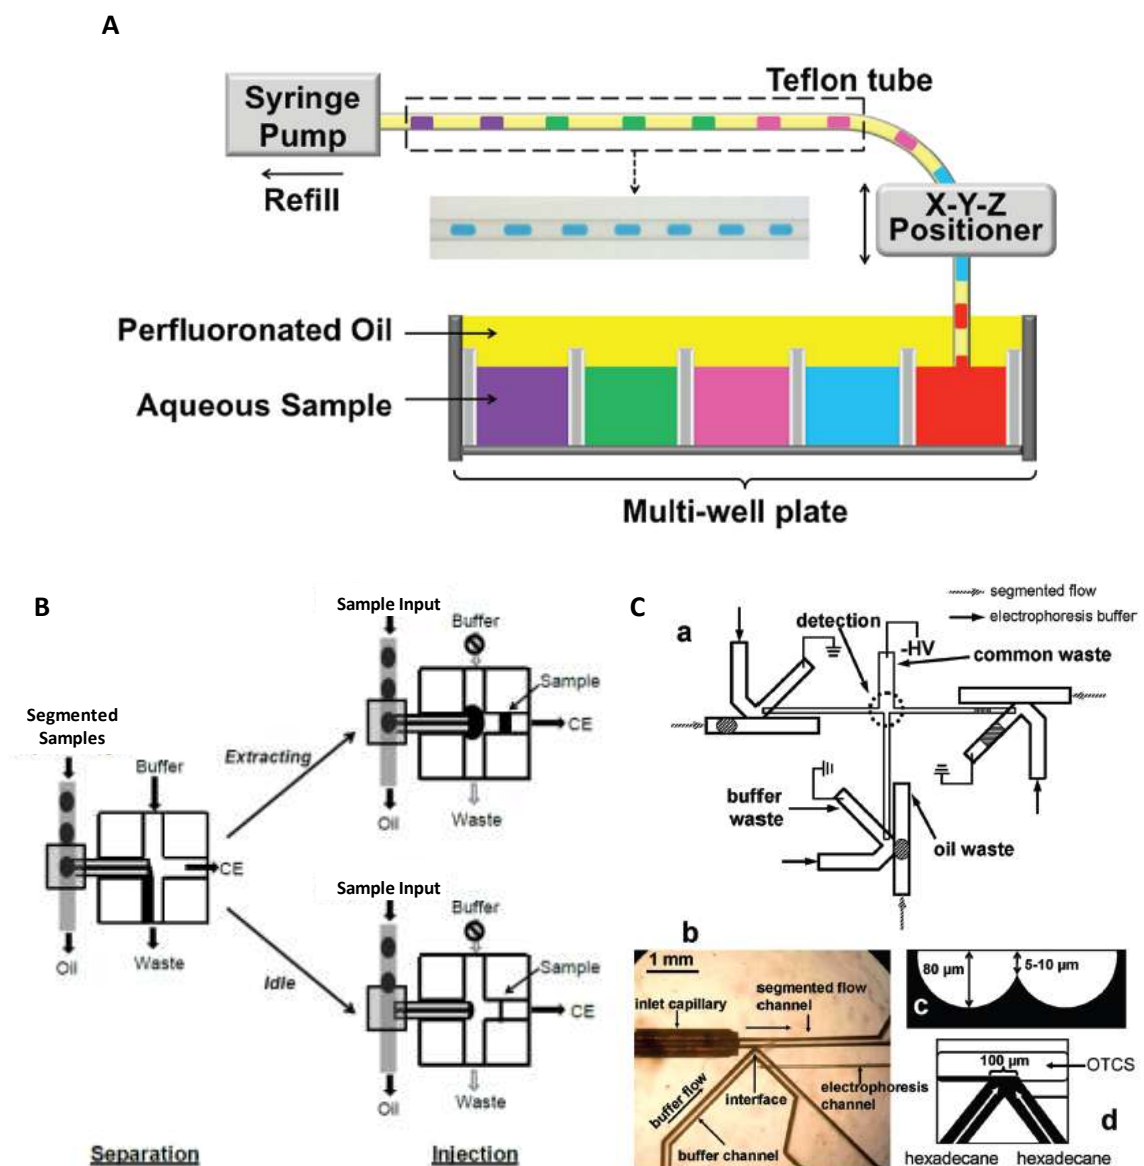 A
Teflon tube
Syringe
Pump
Refill
X-Y-Z
Positioner
Perfluoronated Oil
Aqueous Sample
Multi-well plate
B
Sample Input
Buffer
Sample
CE
Extracting
Oil
Waste
Segmented
Samples
Buffer
CE
Oil
Waste
Idle
Sample Input
Buffer
Sample
CE
Oil
Waste
Separation
Injection
C
segmented flow
electrophoresis buffer
a
detection
-HV
common waste
buffer
waste
oil waste
b
1 mm
segmented flow
channel
inlet capillary
buffer flow
interface
electrophoresis
channel
buffer channel
80 µm
5-10 µm
c
100 µm
OTCS
d
hexadecane
hexadecane